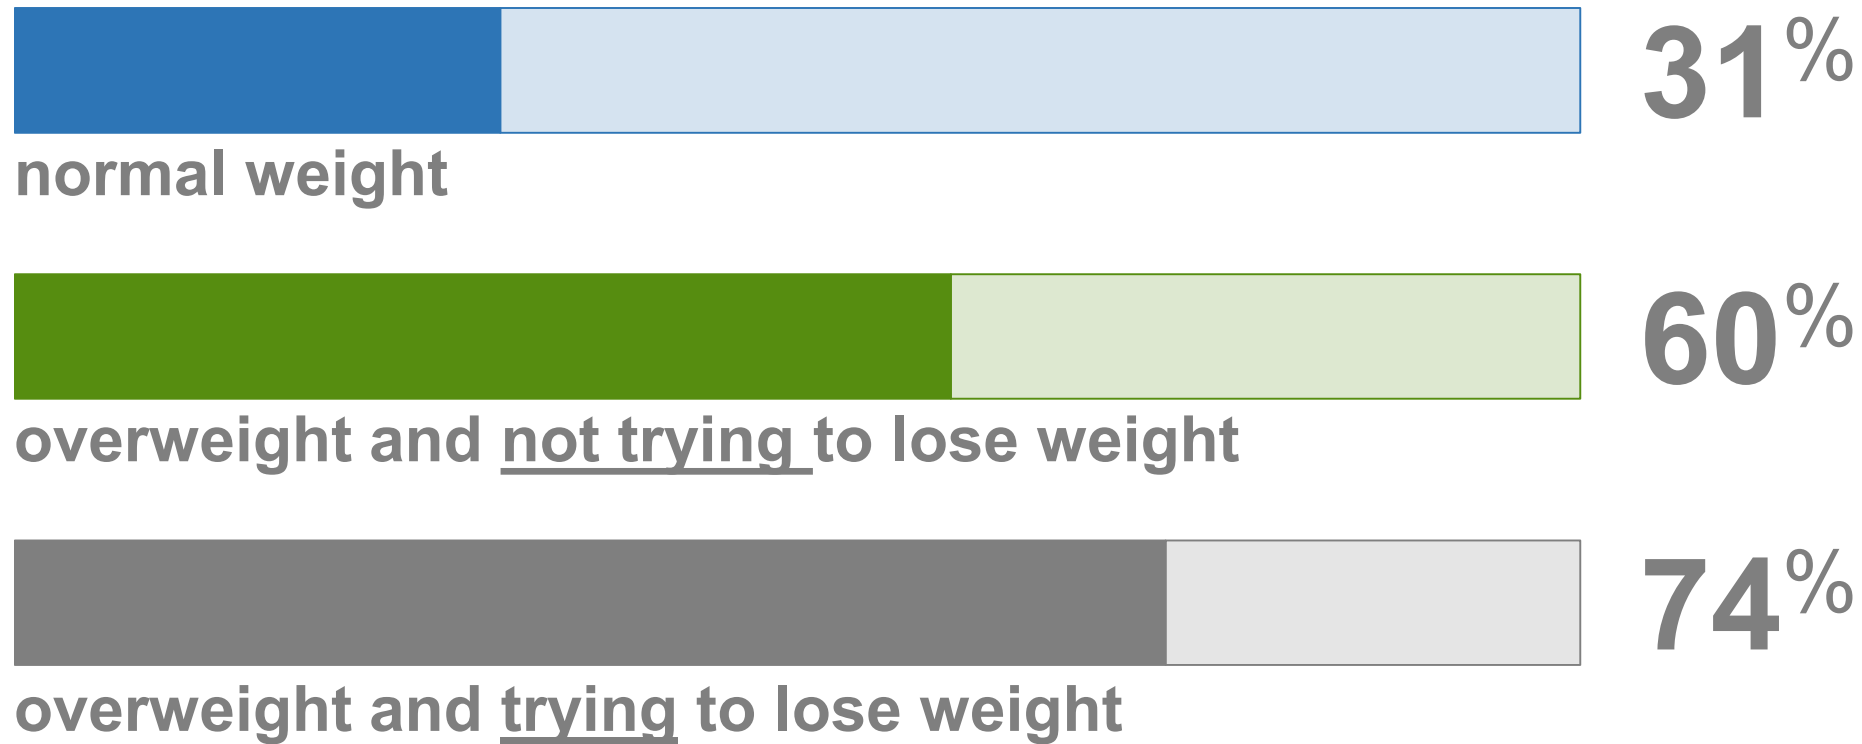 31%
normal weight
60%
overweight and not trying to lose weight
74%
overweight and trying to lose weight